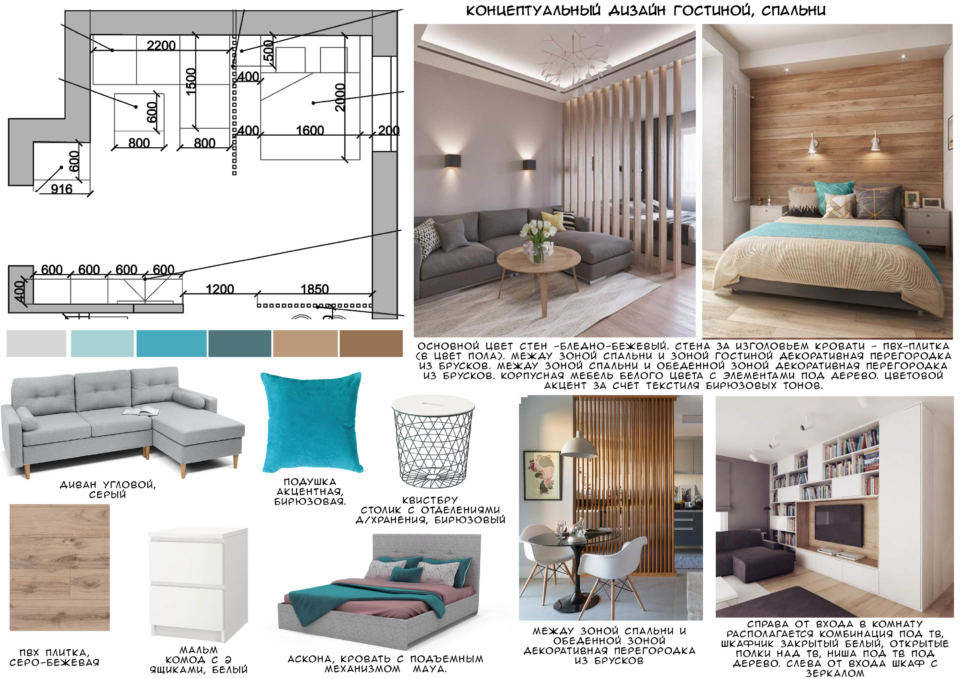 КОНЦЕПТУАЛЬНЫЙ ДИЗАЙН ГОСТИНОЙ, СПАЛЬНИ
2200
500
400
1500
2000
600
400
1600
200
800
800
600
916
600
600
600
600
400
1200
1850
ОСНОВНОЙ ЦВЕТ СТЕН -БЛЕДНО-БЕЖЕВЫЙ. СТЕНА ЗА ИЗГОЛОВЬЕМ КРОВАТИ - ПВХ-ПЛИТКА
(В ЦВЕТ ПОЛА). МЕЖДУ ЗОНОЙ СПАЛЬНИ И ЗОНОЙ ГОСТИНОЙ ДЕКОРАТИВНАЯ ПЕРЕГОРОДКА
ИЗ БРУСКОВ. МЕЖДУ ЗОНОЙ СПАЛЬНИ И ОБЕДЕННОЙ ЗОНОЙ ДЕКОРАТИВНАЯ ПЕРЕГОРОДКА
ИЗ БРУСКОВ. КОРПУСНАЯ МЕБЕЛЬ БЕЛОГО ЦВЕТА С ЭЛЕМЕНТАМИ ПОД ДЕРЕВО. ЦВЕТОВОЙ
АКЦЕНТ ЗА СЧЕТ ТЕКСТИЛЯ БИРЮЗОВЫХ ТОНОВ.
ДИВАН УГЛОВОЙ,
СЕРЫЙ
ПОДУШКА
АКЦЕНТНАЯ,
БИРЮЗОВАЯ.
КВИСТБРУ
СТОЛИК С ОТДЕЛЕНИЯМИ
Д/ХРАНЕНИЯ, БИРЮЗОВЫЙ
ПВХ ПЛИТКА,
СЕРО-БЕЖЕВАЯ
МАЛЬМ
КОМОД С 2
ЯЩИКАМИ, БЕЛЫЙ
АСКОНА, КРОВАТЬ С ПОДЪЕМНЫМ
МЕХАНИЗМОМ MAYA.
МЕЖДУ ЗОНОЙ СПАЛЬНИ И
ОБЕДЕННОЙ ЗОНОЙ
ДЕКОРАТИВНАЯ ПЕРЕГОРОДКА
ИЗ БРУСКОВ
СПРАВА ОТ ВХОДА В КОМНАТУ
РАСПОЛАГАЕТСЯ КОМБИНАЦИЯ ПОД ТВ,
ШКАФЧИК ЗАКРЫТЫЙ БЕЛЫЙ, ОТКРЫТЫЕ
ПОЛКИ НАД ТВ, НИША ПОД ТВ ПОД
ДЕРЕВО. СЛЕВА ОТ ВХОДА ШКАФ С
ЗЕРКАЛОМ